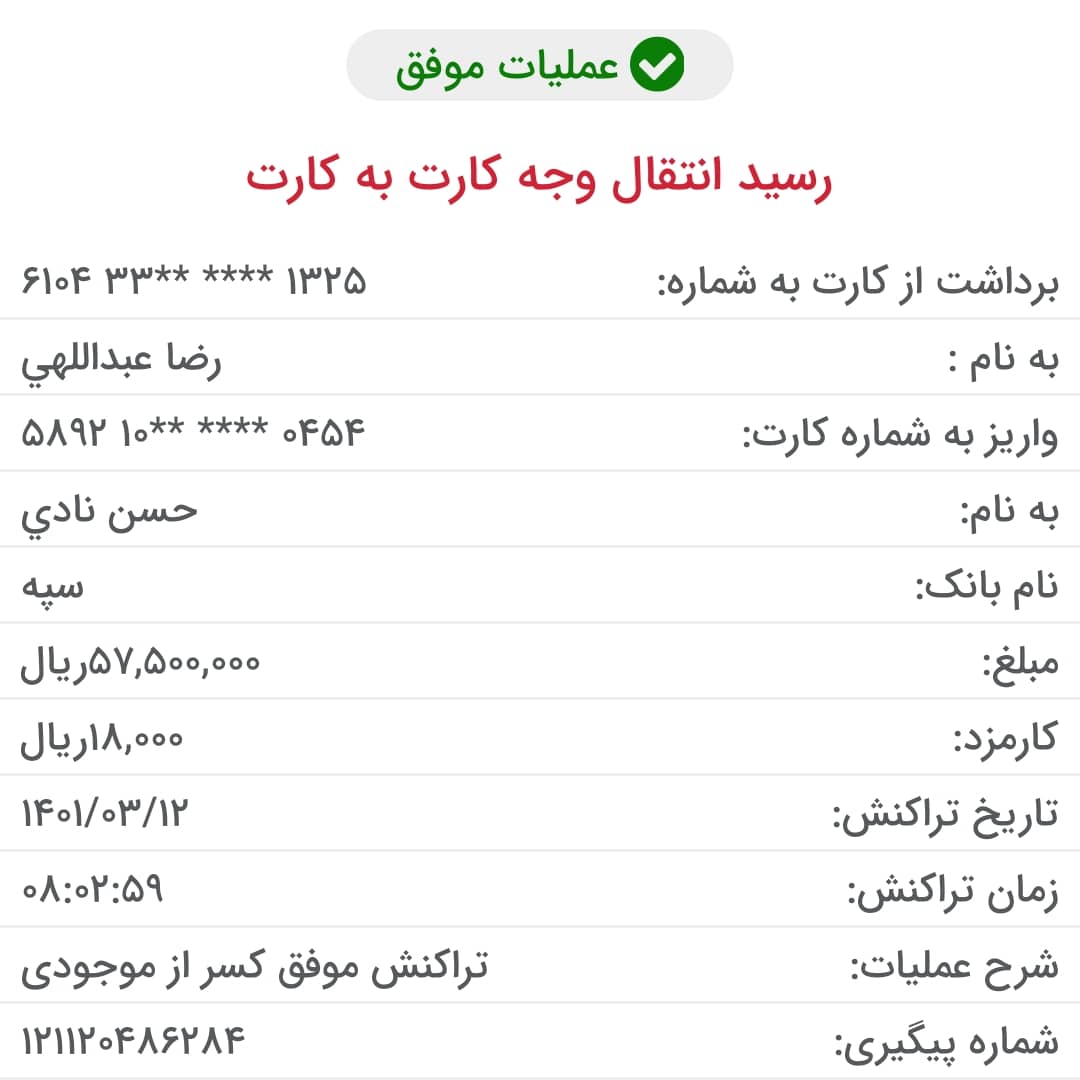 عملیات موفق
رسید انتقال وجه کارت به کارت
برداشت از کارت به شماره: ۶۱۰۴ ۳۳** **** ۱۳۲۵
به نام : رضا عبداللهي
واریز به شماره کارت: ۵۸۹۲ ۱۰** **** ۰۴۵۴
به نام: حسن نادي
نام بانک: سپه
مبلغ: ۵۷,۵۰۰,۰۰۰ریال
کارمزد: ۱۸,۰۰۰ریال
تاریخ تراکنش: ۱۴۰۱/۰۳/۱۲
زمان تراکنش: ۰۸:۰۲:۵۹
شرح عملیات: تراکنش موفق کسر از موجودی
شماره پیگیری: ۱۲۱۱۲۰۴۸۶۲۸۴